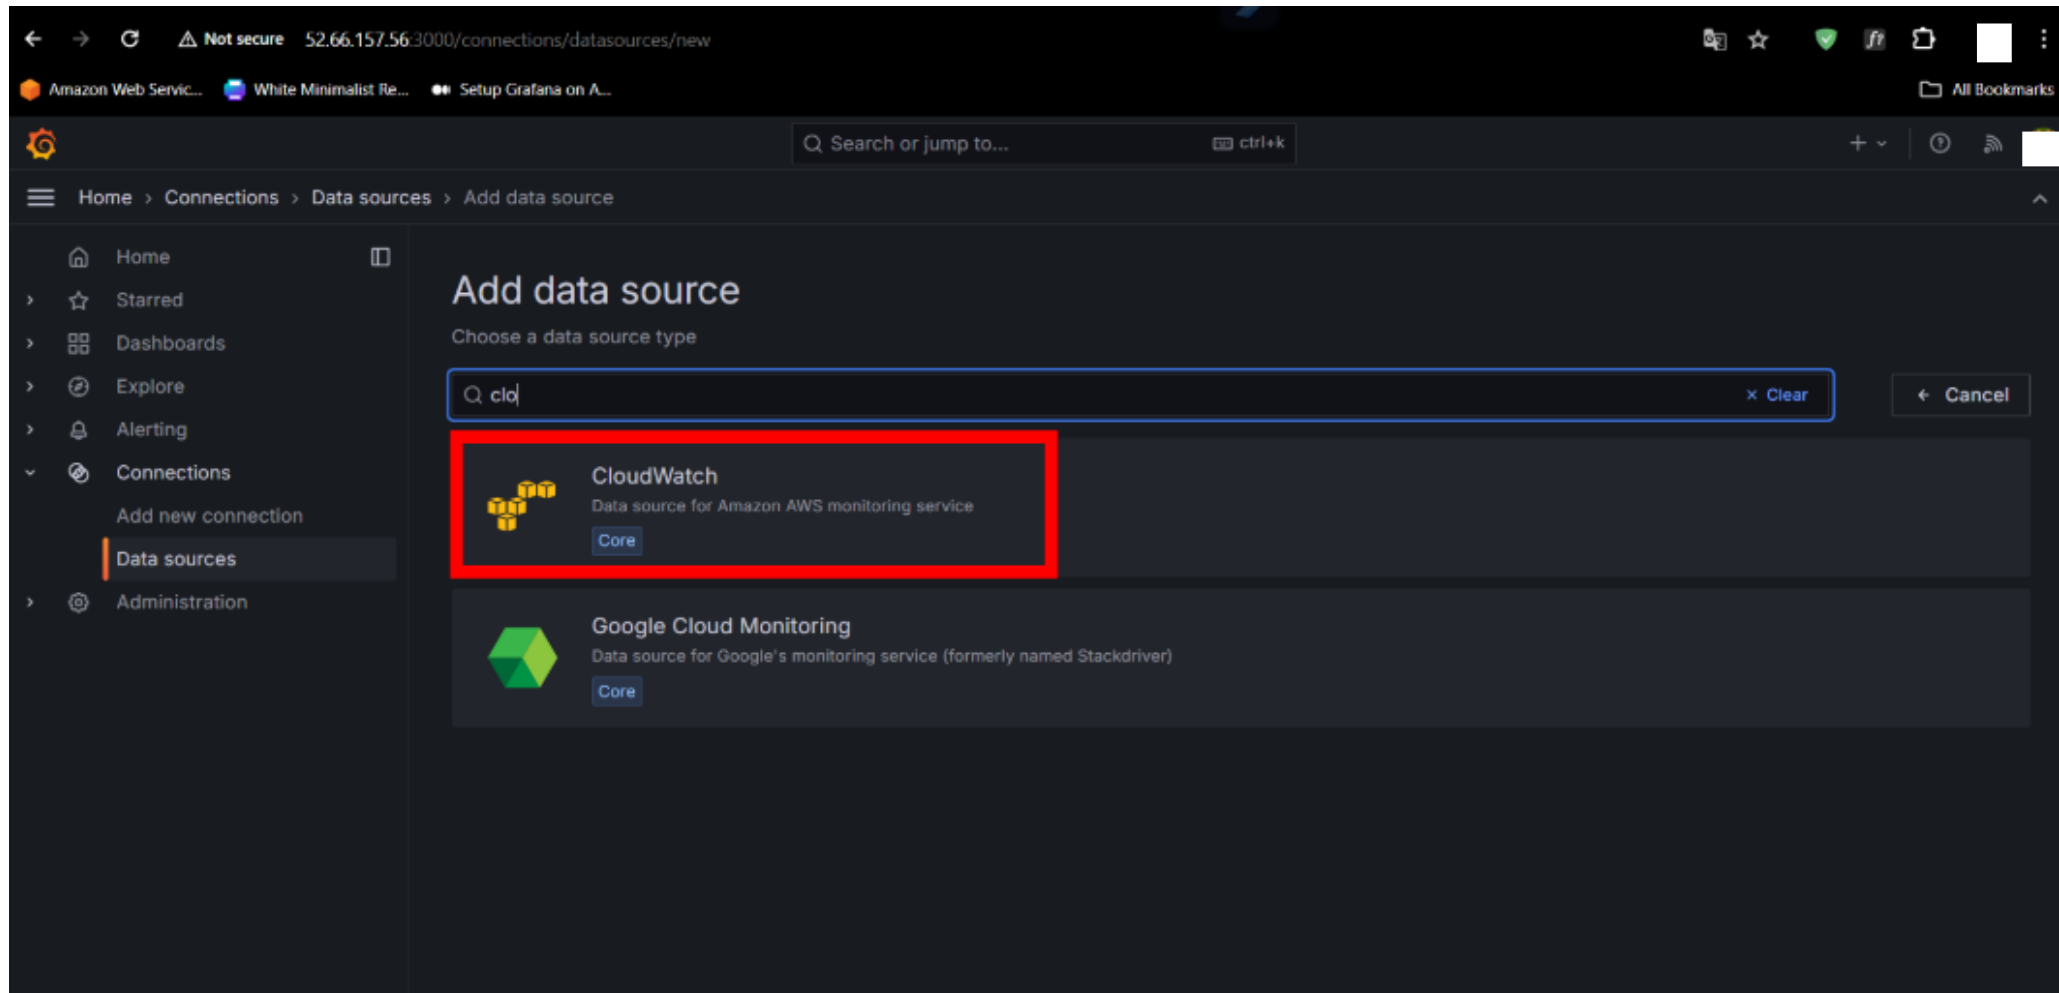 Not secure 52.66.157.56:3000/connections/datasources/new
Amazon Web Servic... White Minimalist Re... Setup Grafana on A... All Bookmarks
Search or jump to... ctrl+k
Home > Connections > Data sources > Add data source
Home
Starred
Dashboards
Explore
Alerting
Connections
Add new connection
Data sources
Administration
Add data source
Choose a data source type
clo × Clear ← Cancel
CloudWatch
Data source for Amazon AWS monitoring service
Core
Google Cloud Monitoring
Data source for Google's monitoring service (formerly named Stackdriver)
Core